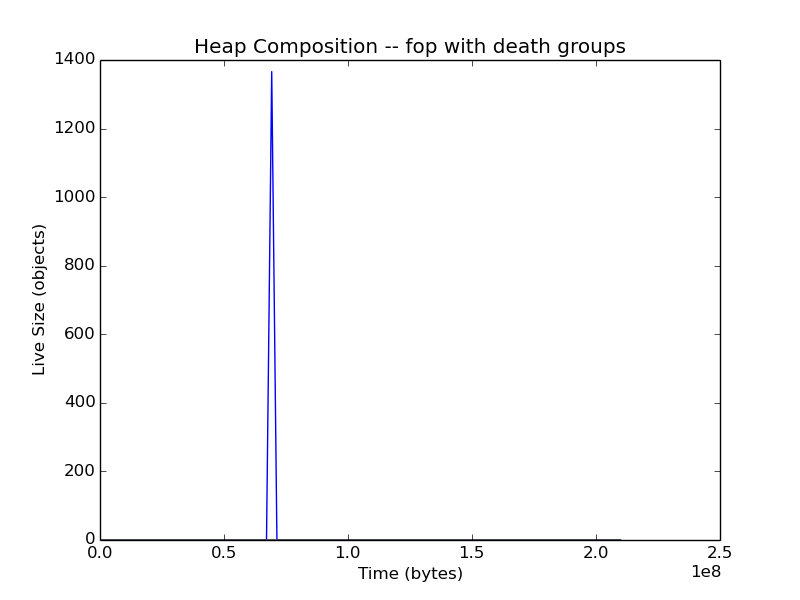 Heap Composition -- fop with death groups
1400
1200
1000
800
600
400
200
0
Live Size (objects)
0.0 0.5 1.0 1.5 2.0 2.5
1e8
Time (bytes)